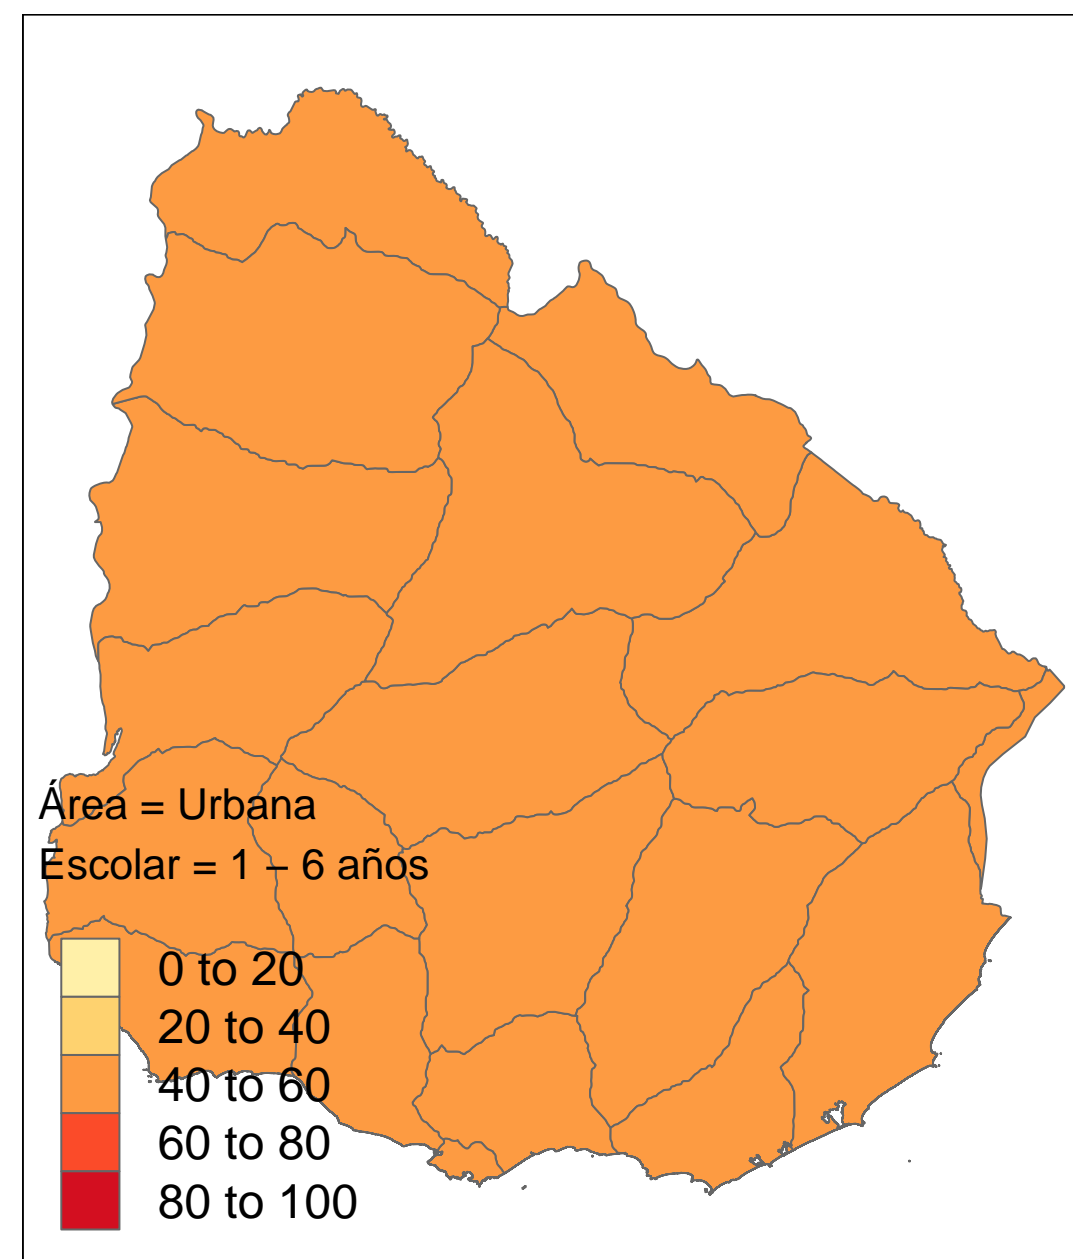 Área = Urbana
Escolar = 1 – 6 años
0 to 20
20 to 40
40 to 60
60 to 80
80 to 100